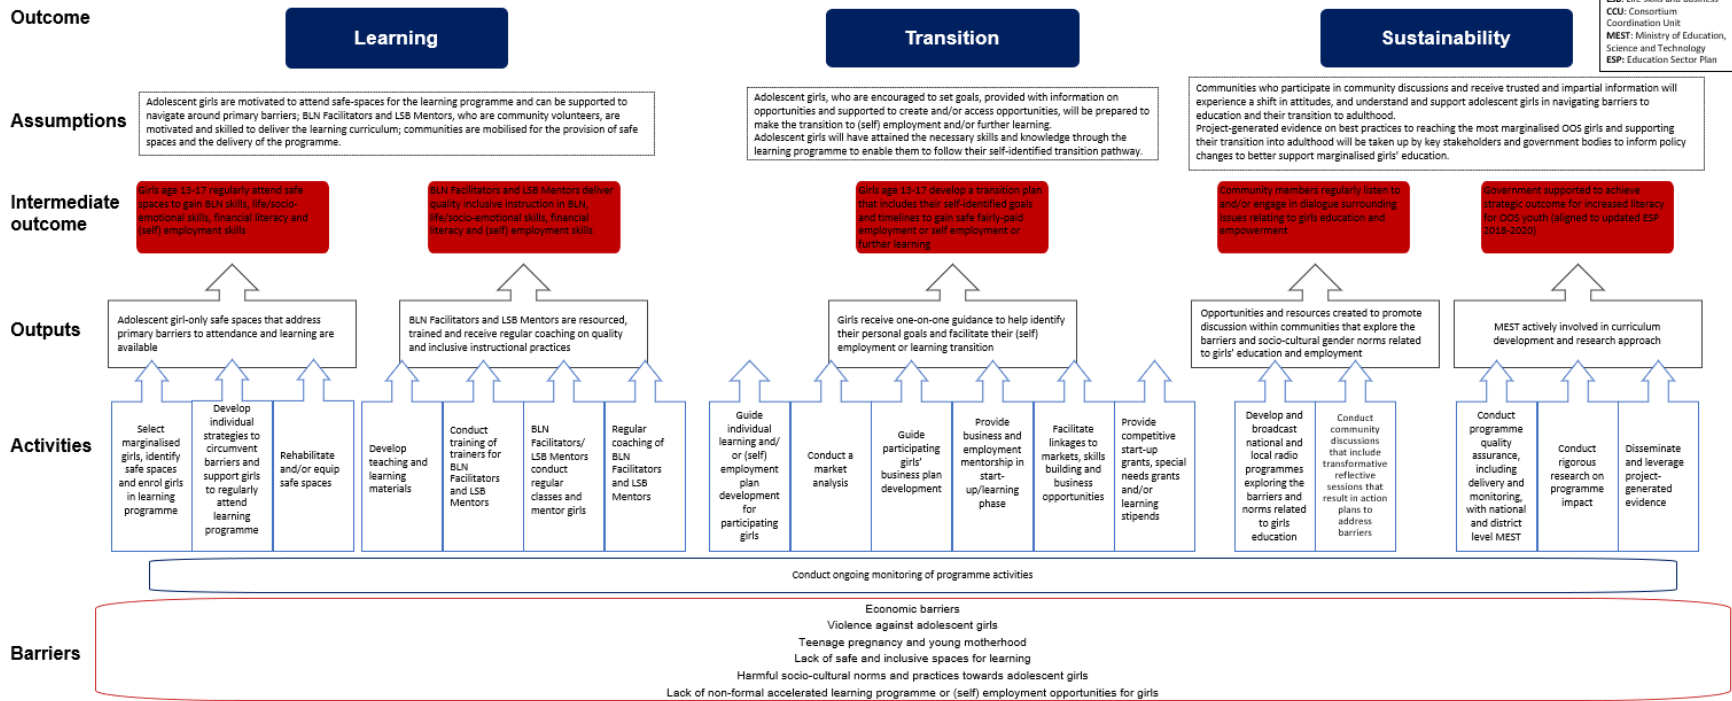 Outcome
Learning
Transition
Sustainability
CCU: Consortium
Coordination Unit
MEST: Ministry of Education,
Science and Technology
ESP: Education Sector Plan
Assumptions
Adolescent girls are motivated to attend safe-spaces for the learning programme and can be supported to
navigate around primary barriers; BLN Facilitators and LSB Mentors, who are community volunteers, are
motivated and skilled to deliver the learning curriculum; communities are mobilised for the provision of safe
spaces and the delivery of the programme.
Adolescent girls, who are encouraged to set goals, provided with information on
opportunities and supported to create and/or access opportunities, will be prepared to
make the transition to (self) employment and/or further learning.
Adolescent girls will have attained the necessary skills and knowledge through the
learning programme to enable them to follow their self-identified transition pathway.
Communities who participate in community discussions and receive trusted and impartial information will
experience a shift in attitudes, and understand and support adolescent girls in navigating barriers to
education and their transition to adulthood.
Project-generated evidence on best practices to reaching the most marginalised OOS girls and supporting
their transition into adulthood will be taken up by key stakeholders and government bodies to inform policy
changes to better support marginalised girls' education.
Intermediate
outcome
Girls age 13-17 regularly attend safe
spaces to gain BLN skills, life/socio-
emotional skills, financial literacy and
(self) employment skills
BLN Facilitators and LSB Mentors deliver
quality inclusive instruction in BLN,
life/socio-emotional skills, financial
literacy and (self) employment skills
Girls age 13-17 develop a transition plan
that includes their self-identified goals
and timelines to gain safe fairly-paid
employment or self employment or
further learning
Community members regularly listen to
and/or engage in dialogue surrounding
issues relating to girls education and
empowerment
Government supported to achieve
strategic outcome for increased literacy
for OOS youth (aligned to updated ESP
2018-2020)
Outputs
Adolescent girl-only safe spaces that address
primary barriers to attendance and learning are
available
BLN Facilitators and LSB Mentors are resourced,
trained and receive regular coaching on quality
and inclusive instructional practices
Girls receive one-on-one guidance to help identify
their personal goals and facilitate their (self)
employment or learning transition
Opportunities and resources created to promote
discussion within communities that explore the
barriers and socio-cultural gender norms related
to girls' education and employment
MEST actively involved in curriculum
development and research approach
Activities
Select
marginalised
girls, identify
safe spaces
and enrol girls
in learning
programme
Develop
individual
strategies to
circumvent
barriers and
support girls
to regularly
attend
learning
programme
Rehabilitate
and/or equip
safe spaces
Develop
teaching and
learning
materials
Conduct
training of
trainers for
BLN
Facilitators
and LSB
Mentors
BLN
Facilitators/
LSB Mentors
conduct
regular
classes and
mentor girls
Regular
coaching of
BLN
Facilitators
and LSB
Mentors
Guide
individual
learning and/
or (self)
employment
plan
development
for
participating
girls
Conduct a
market
analysis
Guide
participating
girls'
business plan
development
Provide
business and
employment
mentorship in
start-
up/learning
phase
Facilitate
linkages to
markets, skills
building and
business
opportunities
Provide
competitive
start-up
grants, special
needs grants
and/or
learning
stipends
Develop and
broadcast
national and
local radio
programmes
exploring the
barriers and
norms related
to girls
education
Conduct
community
discussions
that include
transformative
reflective
sessions that
result in action
plans to
address
barriers
Conduct
programme
quality
assurance,
including
delivery and
monitoring,
with national
and district
level MEST
Conduct
rigorous
research on
programme
impact
Disseminate
and leverage
project-
generated
evidence
Conduct ongoing monitoring of programme activities
Barriers
Economic barriers
Violence against adolescent girls
Teenage pregnancy and young motherhood
Lack of safe and inclusive spaces for learning
Harmful socio-cultural norms and practices towards adolescent girls
Lack of non-formal accelerated learning programme or (self) employment opportunities for girls